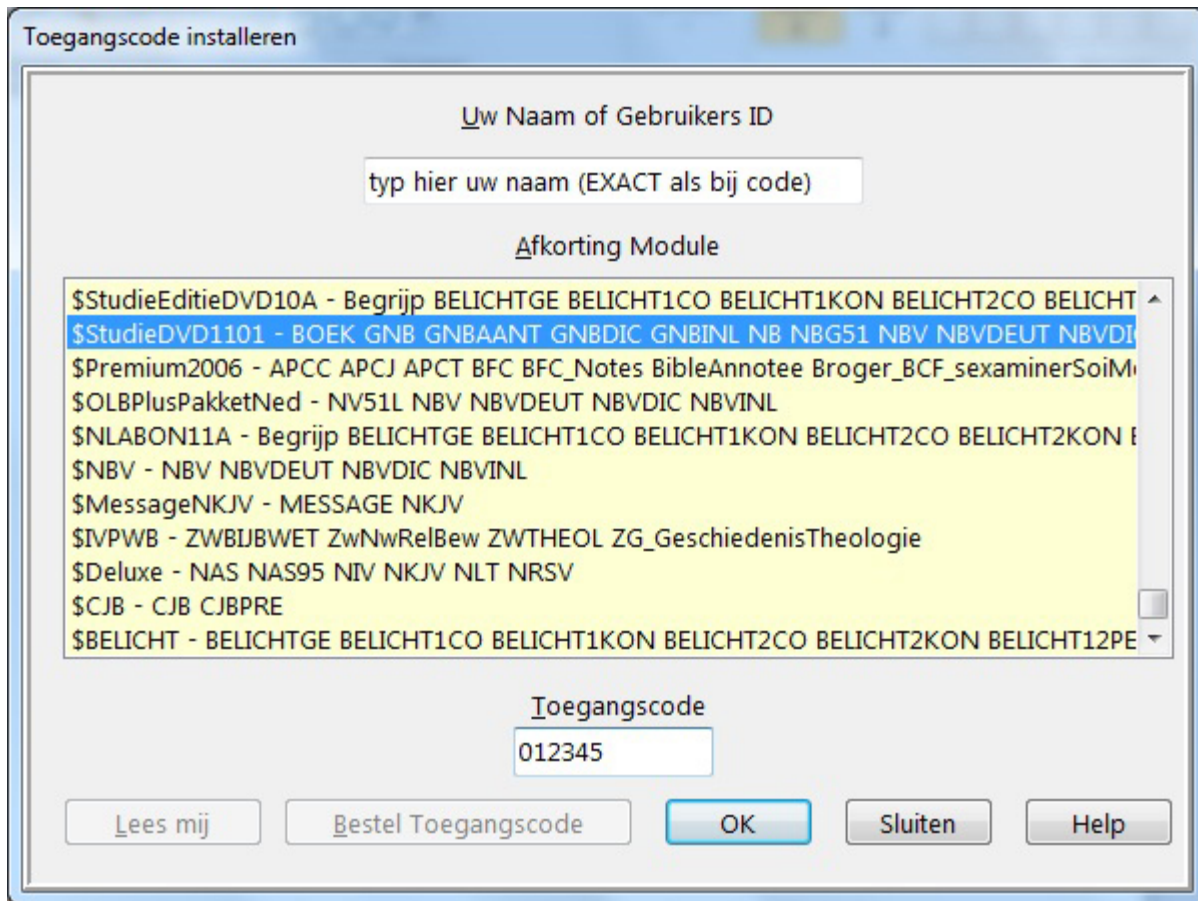 Toegangscode installeren
Uw Naam of Gebruikers ID
typ hier uw naam (EXACT als bij code)
Afkorting Module
$StudieEditieDVD10A - Begrijp BELICHTGE BELICHT1CO BELICHT1KON BELICHT2CO BELICHT
$StudieDVD1101 - BOEK GNB GNBAANT GNBDIC GNBINL NB NBG51 NBV NBVDEUT NBVDI
$Premium2006 - APCC APCJ APCT BFC BFC_Notes BibleAnnotee Broger_BCF_sexaminerSoiM
$OLBPlusPakketNed - NV51L NBV NBVDEUT NBVDIC NBVINL
$NLABON11A - Begrijp BELICHTGE BELICHT1CO BELICHT1KON BELICHT2CO BELICHT2KON
$NBV - NBV NBVDEUT NBVDIC NBVINL
$MessageNKJV - MESSAGE NKJV
$IVPWB - ZWBIJBWET ZwNwRelBew ZWTHEOL ZG_GeschiedenisTheologie
$Deluxe - NAS NAS95 NIV NKJV NLT NRSV
$CJB - CJB CJBPRE
$BELICHT - BELICHTGE BELICHT1CO BELICHT1KON BELICHT2CO BELICHT2KON BELICHT12PE
Toegangscode
012345
Lees mij Bestel Toegangscode OK Sluiten Help